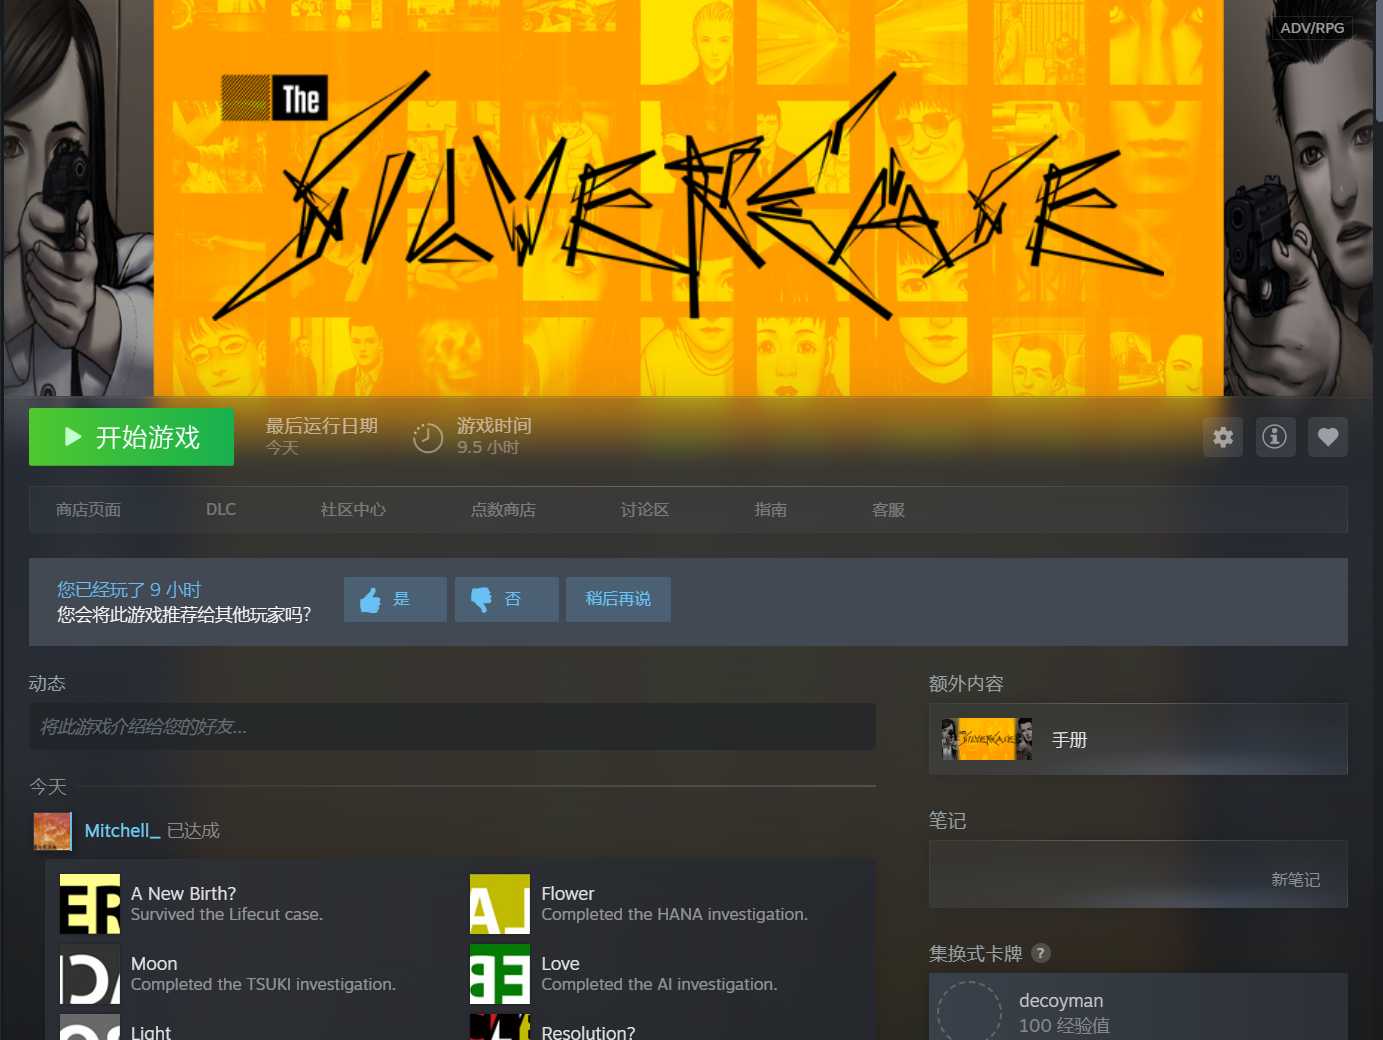 ADV/RPG
The
SILVER CASE
开始游戏
最后运行日期
今天
游戏时间
9.5 小时
商店页面
DLC
社区中心
点数商店
讨论区
指南
客服
您已经玩了 9 小时
您会将此游戏推荐给其他玩家吗?
是
否
稍后再说
动态
将此游戏介绍给您的好友...
今天
Mitchell_ 已达成
A New Birth?
Survived the Lifecut case.
Flower
Completed the HANA investigation.
Moon
Completed the TSUKI investigation.
Love
Completed the AI investigation.
Light
Resolution?
额外内容
手册
笔记
新笔记
集换式卡牌 ?
decoyman
100 经验值